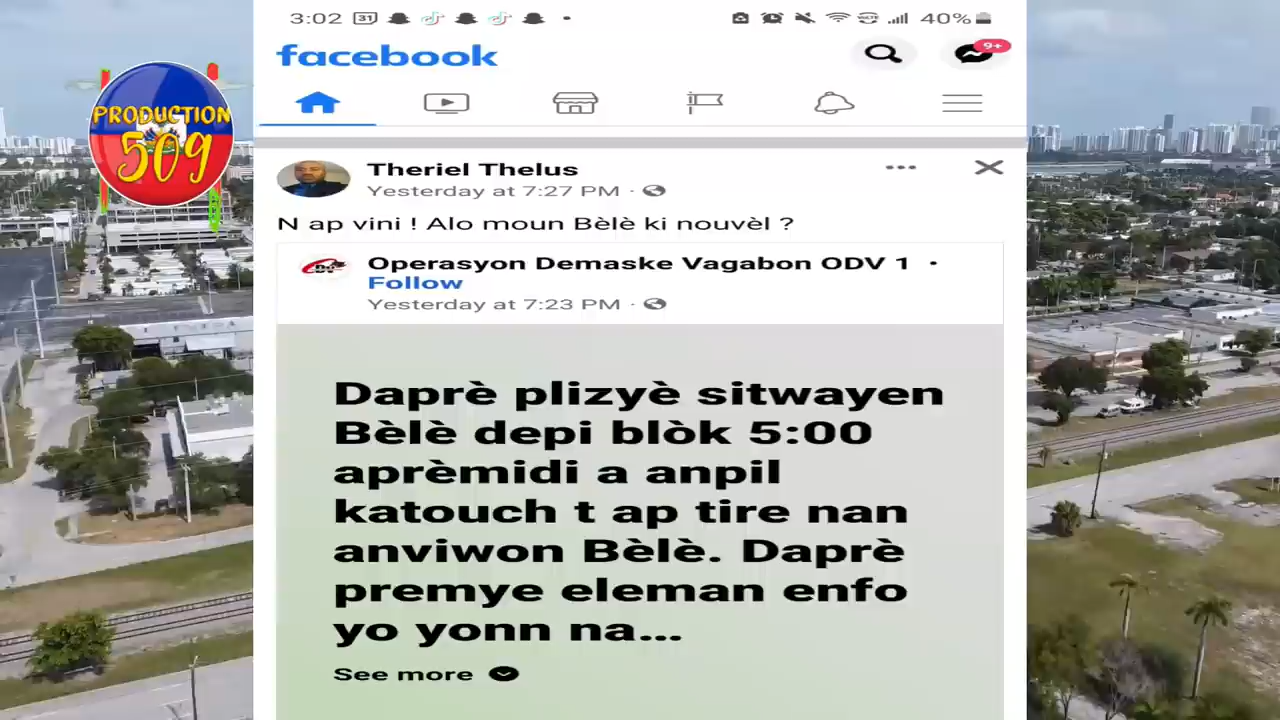 3:02
31
40%
facebook
9+
PRODUCTION
509
Theriel Thelus
Yesterday at 7:27 PM ·
N ap vini ! Alo moun Bèlè ki nouvèl ?
Operasyon Demaske Vagabon ODV 1 ·
Follow
Yesterday at 7:23 PM ·
Daprè plizyè sitwayen
Bèlè depi blòk 5:00
aprèmidi a anpil
katouch t ap tire nan
anviwon Bèlè. Daprè
premye eleman enfo
yo yonn na...
See more